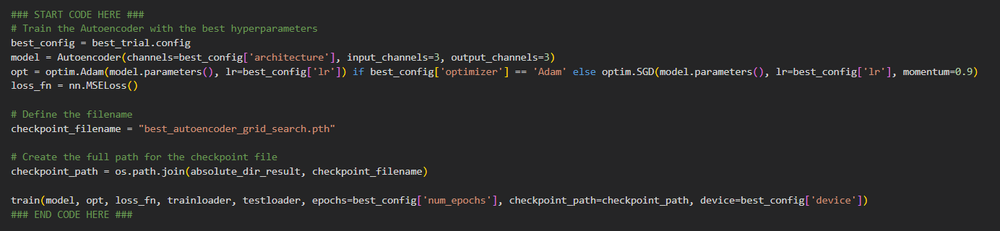 ### START CODE HERE ###
# Train the Autoencoder with the best hyperparameters
best_config = best_trial.config
model = Autoencoder(channels=best_config['architecture'], input_channels=3, output_channels=3)
opt = optim.Adam(model.parameters(), lr=best_config['lr']) if best_config['optimizer'] == 'Adam' else optim.SGD(model.parameters(), lr=best_config['lr'], momentum=0.9)
loss_fn = nn.MSELoss()
# Define the filename
checkpoint_filename = "best_autoencoder_grid_search.pth"
# Create the full path for the checkpoint file
checkpoint_path = os.path.join(absolute_dir_result, checkpoint_filename)
train(model, opt, loss_fn, trainloader, testloader, epochs=best_config['num_epochs'], checkpoint_path=checkpoint_path, device=best_config['device'])
### END CODE HERE ###